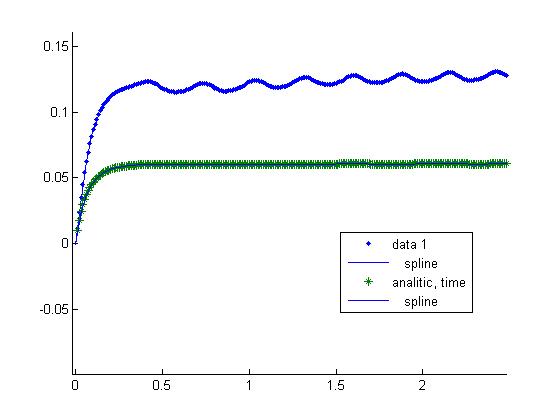 0.15
0.1
0.05
0
-0.05
data 1
spline
analitic, time
spline
0 0.5 1 1.5 2